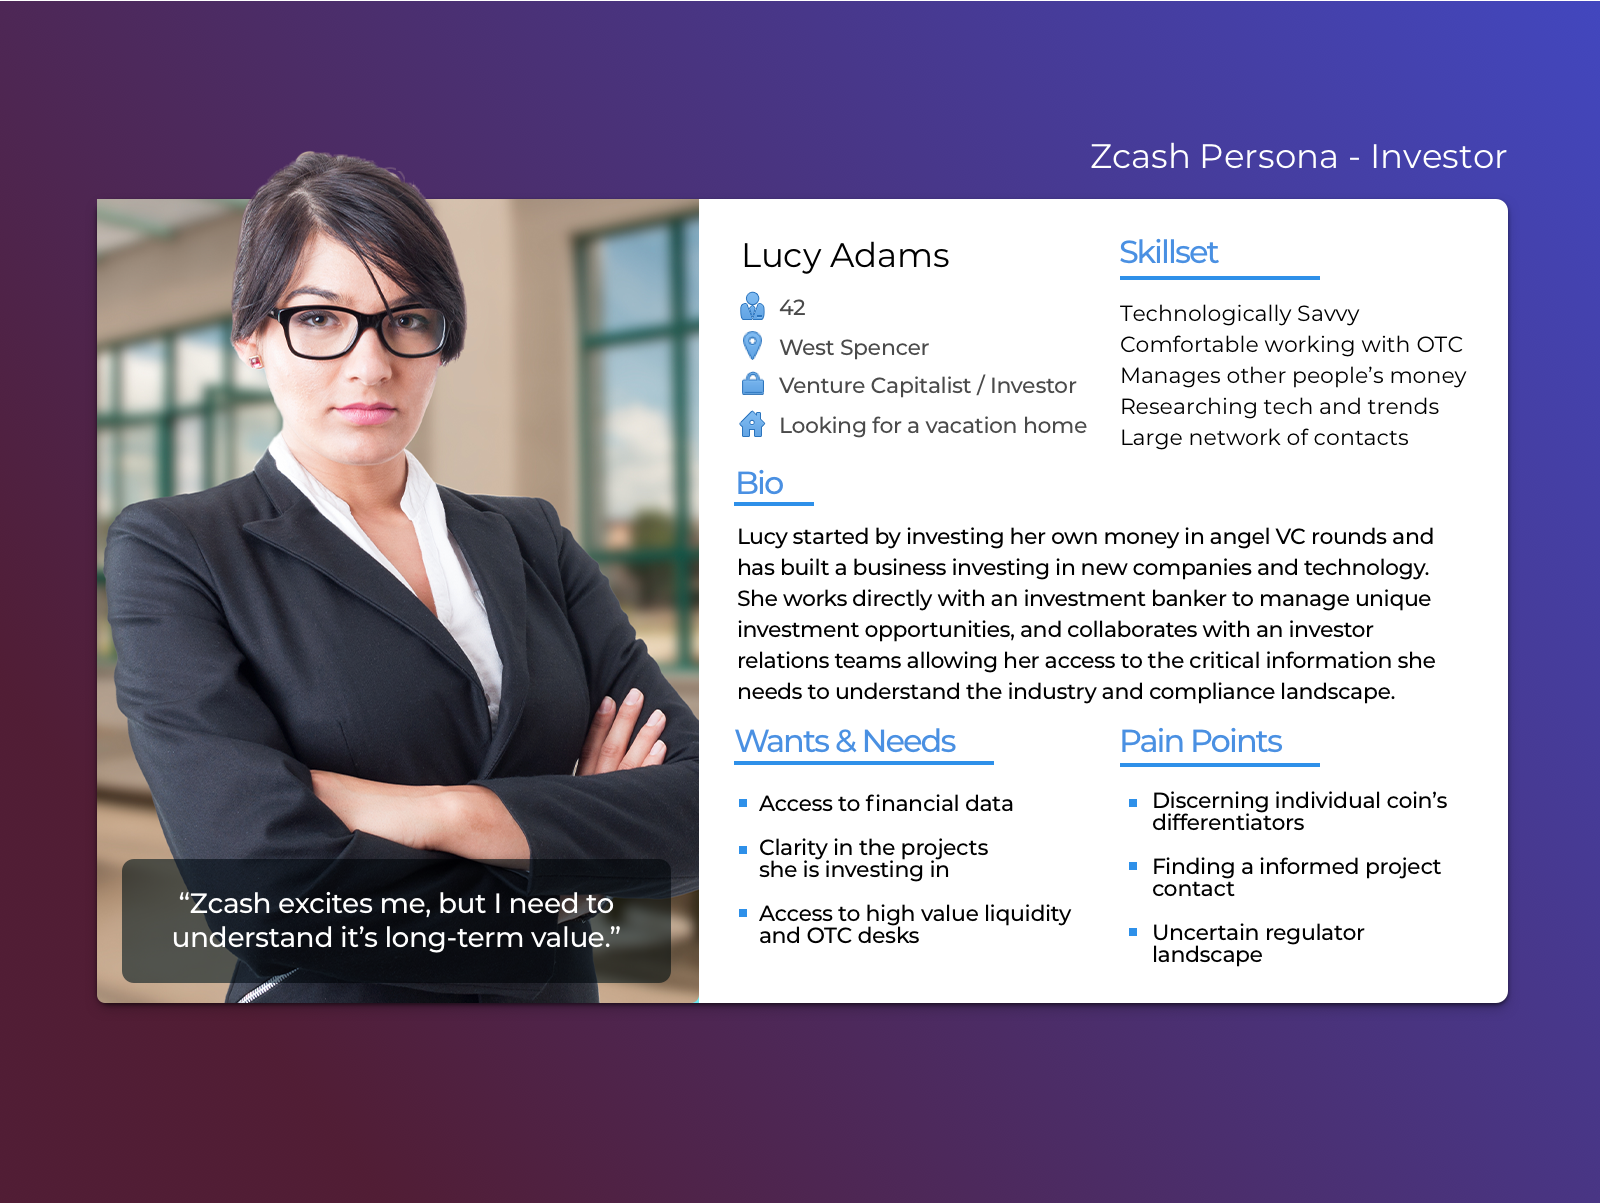 Zcash Persona - Investor
Lucy Adams
42
West Spencer
Venture Capitalist / Investor
Looking for a vacation home
Skillset
Technologically Savvy
Comfortable working with OTC
Manages other people’s money
Researching tech and trends
Large network of contacts
Bio
Lucy started by investing her own money in angel VC rounds and
has built a business investing in new companies and technology.
She works directly with an investment banker to manage unique
investment opportunities, and collaborates with an investor
relations teams allowing her access to the critical information she
needs to understand the industry and compliance landscape.
Wants & Needs
Access to financial data
Clarity in the projects
she is investing in
Access to high value liquidity
and OTC desks
Pain Points
Discerning individual coin’s
differentiators
Finding a informed project
contact
Uncertain regulator
landscape
“Zcash excites me, but I need to
understand it’s long-term value.”